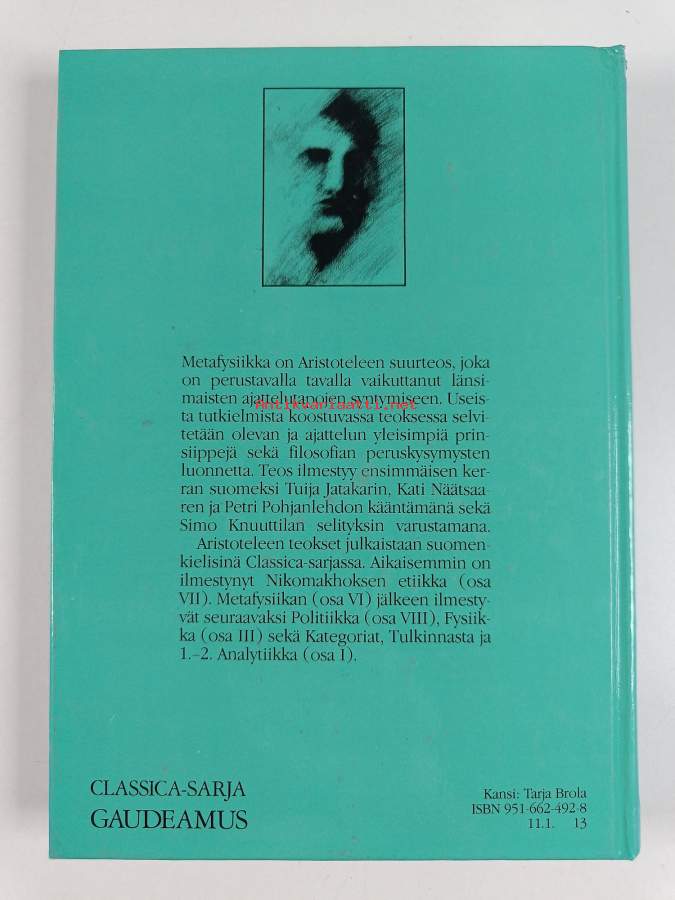 Metafysiikka on Aristoteleen suurteos, joka
on perustavalla tavalla vaikuttanut länsi-
maisten ajattelutapojen syntymiseen. Useis-
Antikvariaatti.net
ta tutkielmista koostuvassa teoksessa selvi-
tetään olevan ja ajattelun yleisimpiä prin-
siippejä sekä filosofian peruskysymysten
luonnetta. Teos ilmestyy ensimmäisen ker-
ran suomeksi Tuija Jatakarin, Kati Näätsaa-
ren ja Petri Pohjanlehdon kääntämänä sekä
Simo Knuuttilan selityksin varustamana.
Aristoteleen teokset julkaistaan suomen-
kielisinä Classica-sarjassa. Aikaisemmin on
ilmestynyt Nikomakhoksen etiikka (osa
VII). Metafysiikan (osa VI) jälkeen ilmesty-
vät seuraavaksi Politiikka (osa VIII), Fysiik-
ka (osa III) sekä Kategoriat, Tulkinnasta ja
1.–2. Analytiikka (osa I).
CLASSICA-SARJA
GAUDEAMUS
Kansi: Tarja Brola
ISBN 951-662-492-8
11.1. 13